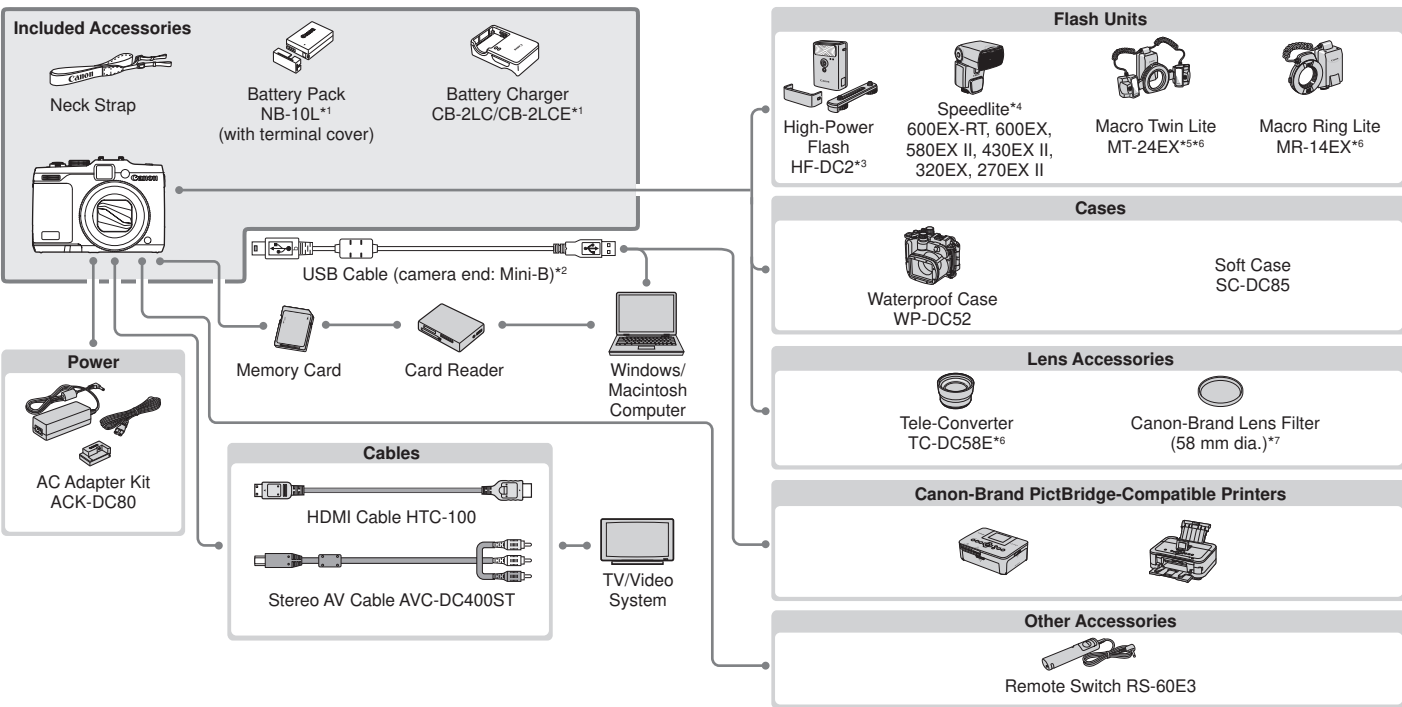 Included Accessories
Canon
Neck Strap
Battery Pack
NB-10L*1
(with terminal cover)
Battery Charger
CB-2LC/CB-2LCE*1
Canon
USB Cable (camera end: Mini-B)*2
Memory Card
Card Reader
Windows/
Macintosh
Computer
Power
AC Adapter Kit
ACK-DC80
Cables
HDMI Cable HTC-100
Stereo AV Cable AVC-DC400ST
TV/Video
System
Flash Units
High-Power
Flash
HF-DC2*3
Speedlite*4
600EX-RT, 600EX,
580EX II, 430EX II,
320EX, 270EX II
Macro Twin Lite
MT-24EX*5*6
Macro Ring Lite
MR-14EX*6
Cases
Waterproof Case
WP-DC52
Soft Case
SC-DC85
Lens Accessories
Tele-Converter
TC-DC58E*6
Canon-Brand Lens Filter
(58 mm dia.)*7
Canon-Brand PictBridge-Compatible Printers
Other Accessories
Remote Switch RS-60E3